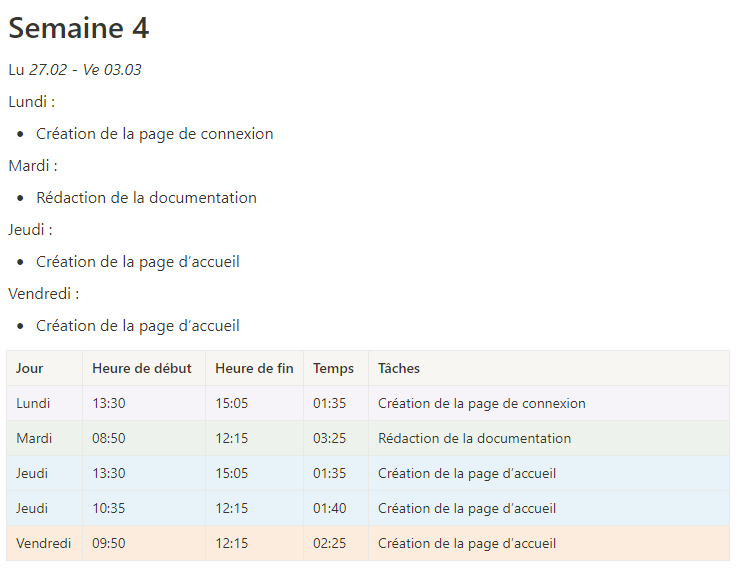 Semaine 4
Lu 27.02 - Ve 03.03
Lundi :
• Création de la page de connexion
Mardi :
• Rédaction de la documentation
Jeudi :
• Création de la page d’accueil
Vendredi :
• Création de la page d’accueil
Jour Heure de début Heure de fin Temps Tâches
Lundi 13:30 15:05 01:35 Création de la page de connexion
Mardi 08:50 12:15 03:25 Rédaction de la documentation
Jeudi 13:30 15:05 01:35 Création de la page d’accueil
Jeudi 10:35 12:15 01:40 Création de la page d’accueil
Vendredi 09:50 12:15 02:25 Création de la page d’accueil